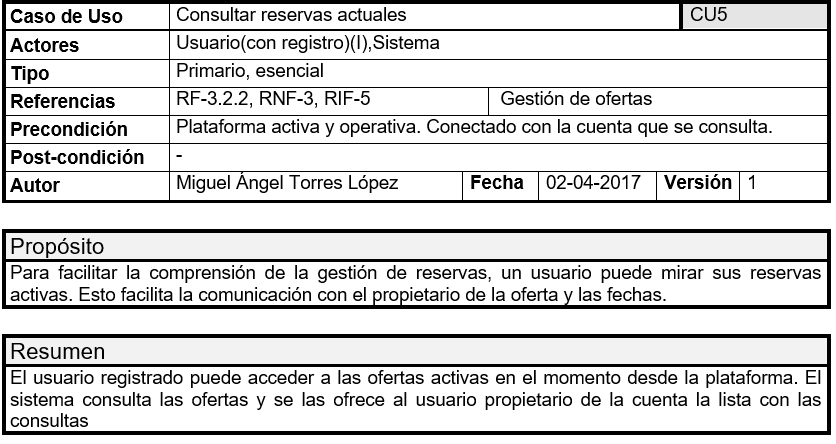 Caso de Uso Consultar reservas actuales CU5
Actores Usuario(con registro)(I),Sistema
Tipo Primario, esencial
Referencias RF-3.2.2, RNF-3, RIF-5 Gestión de ofertas
Precondición Plataforma activa y operativa. Conectado con la cuenta que se consulta.
Post-condición -
Autor Miguel Ángel Torres López Fecha 02-04-2017 Versión 1
Propósito
Para facilitar la comprensión de la gestión de reservas, un usuario puede mirar sus reservas
activas. Esto facilita la comunicación con el propietario de la oferta y las fechas.
Resumen
El usuario registrado puede acceder a las ofertas activas en el momento desde la plataforma. El
sistema consulta las ofertas y se las ofrece al usuario propietario de la cuenta la lista con las
consultas